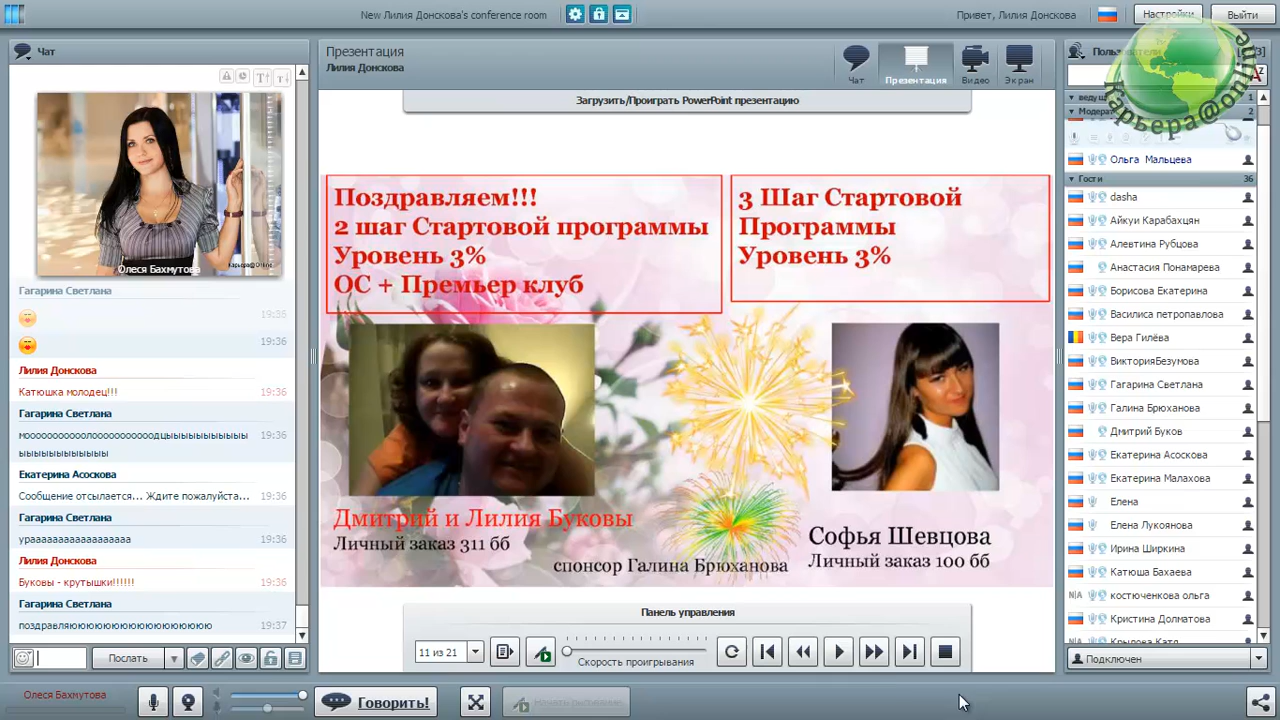 New Лилия Донскова's conference room
Привет, Лилия Донскова
Настройки
Выйти
Чат
Олеся Бахмутова
Карьера@Online
Гагарина Светлана
19:36
19:36
Лилия Донскова
Катюшка молодец!!!
19:36
Гагарина Светлана
19:36
Екатерина Асоскова
Сообщение отсылается... Ждите пожалуйста...
19:36
Гагарина Светлана
19:36
Лилия Донскова
Буковы - крутышки!!!!!!
19:36
Гагарина Светлана
19:37
Послать
Презентация
Лилия Донскова
Чат
Презентация
Видео
Экран
Загрузить/Проиграть PowerPoint презентацию
Поздравляем!!!
2 шаг Стартовой программы
Уровень 3%
ОС + Премьер клуб
3 Шаг Стартовой
Программы
Уровень 3%
Дмитрий и Лилия Буковы
Личный заказ 311 бб
спонсор Галина Брюханова
Софья Шевцова
Личный заказ 100 бб
Панель управления
11 из 21
Скорость проигрывания
карьера@online
1
2
Ольга Мальцева
Гости
36
dasha
Айкуи Карабахцян
Алевтина Рубцова
Анастасия Понамарева
Борисова Екатерина
Василиса петропавлова
Вера Гилёва
ВикторияБезумова
Гагарина Светлана
Галина Брюханова
Дмитрий Буков
Екатерина Асоскова
Екатерина Малахова
Елена
Елена Лукоянова
Ирина Ширкина
Катюша Бахаева
N|A костюченкова ольга
Кристина Долматова
Подключен
Олеся Бахмутова
Говорить!